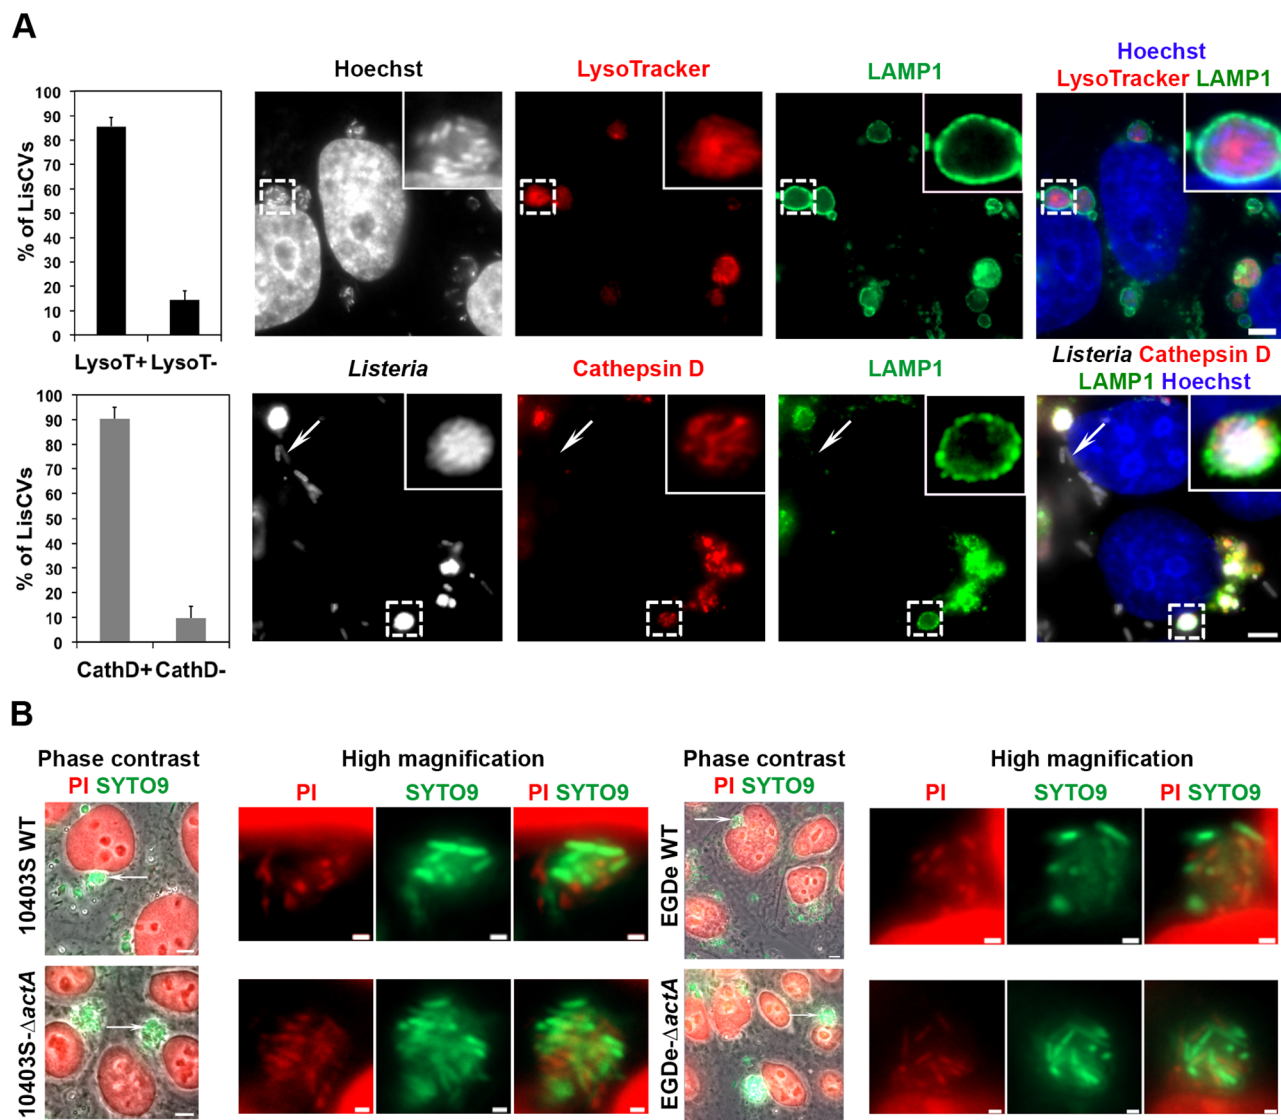 A
Hoechst
LysoTracker
LAMP1
Hoechst
LysoTracker LAMP1
% of LisCVs
100
90
80
70
60
50
40
30
20
10
0
LysoT+ LysoT-
Listeria
Cathepsin D
LAMP1
Listeria Cathepsin D
LAMP1 Hoechst
% of LisCVs
100
90
80
70
60
50
40
30
20
10
0
CathD+ CathD-
B
Phase contrast
PI SYTO9
High magnification
PI
SYTO9
PI SYTO9
Phase contrast
PI SYTO9
High magnification
PI
SYTO9
PI SYTO9
10403S WT
EGDe WT
10403S-ΔactA
EGDe-ΔactA